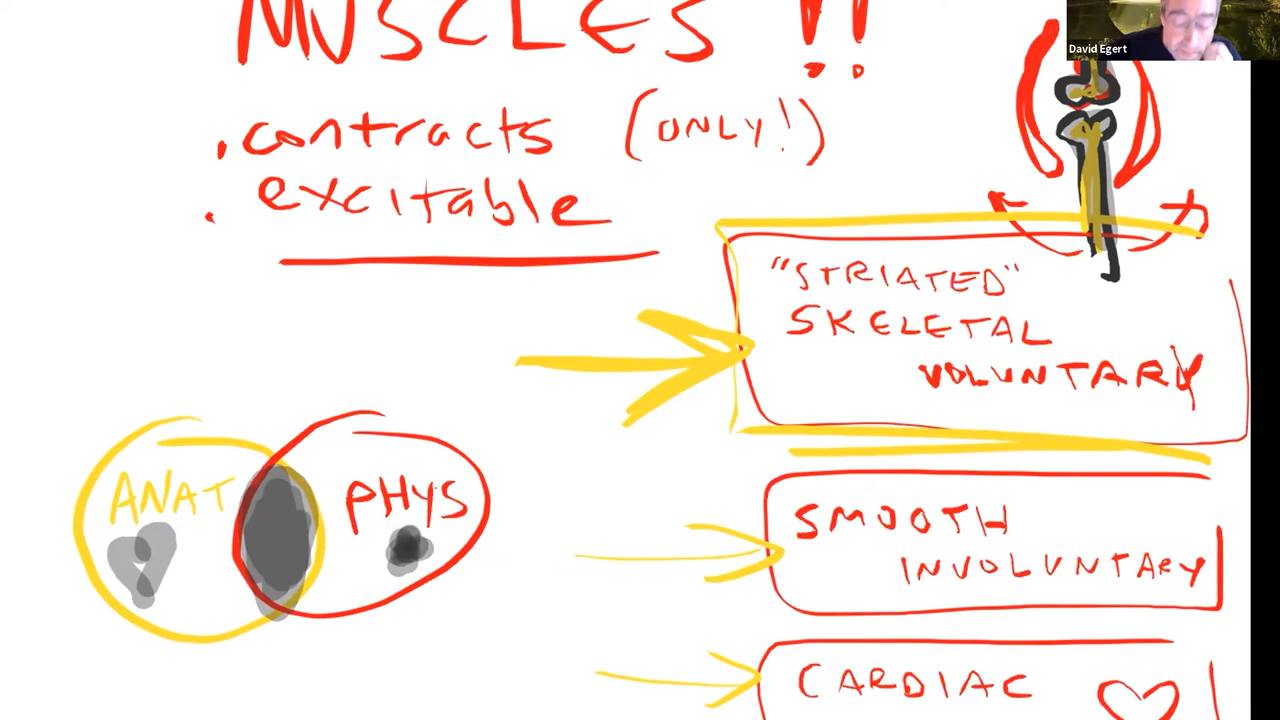 MUSCLES !!
David Egert
. contracts (ONLY!)
. excitable
"STRIATED"
SKELETAL
VOLUNTARY
ANAT
PHYS
SMOOTH
INVOLUNTARY
CARDIAC